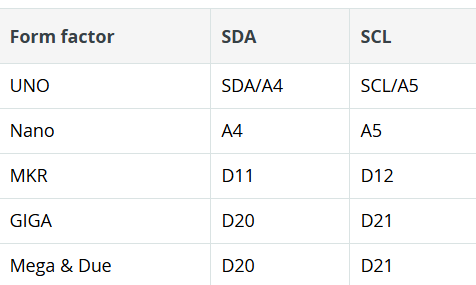 Form factor SDA SCL
UNO SDA/A4 SCL/A5
Nano A4 A5
MKR D11 D12
GIGA D20 D21
Mega & Due D20 D21